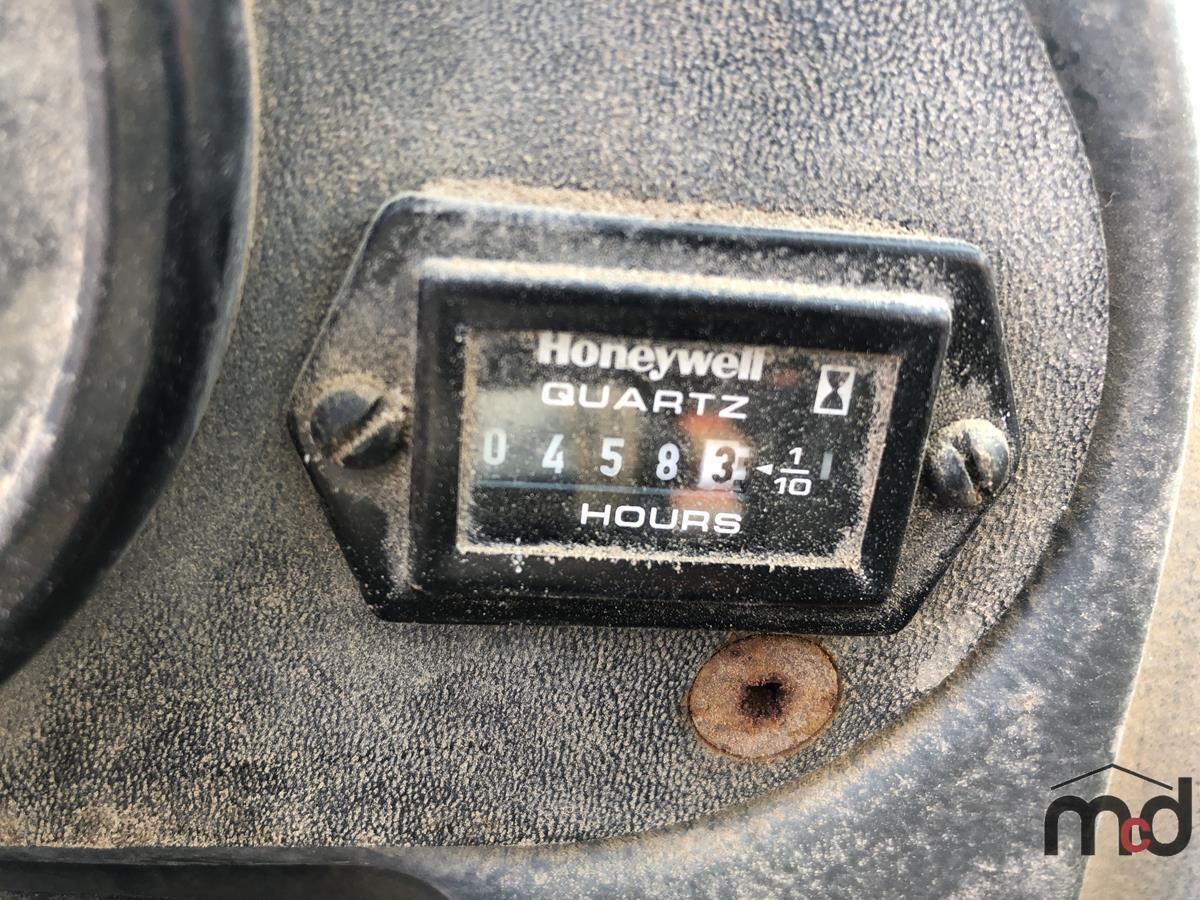 Honeywell
QUARTZ
0 4 5 8 3 1/10
HOURS
mcd